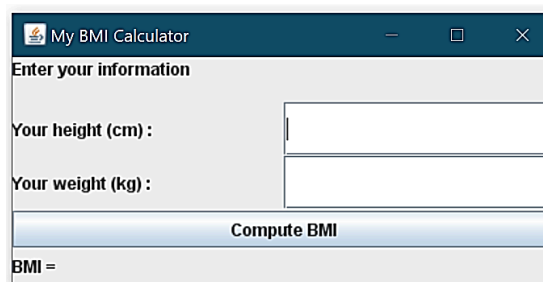 My BMI Calculator
Enter your information
Your height (cm) :
Your weight (kg) :
Compute BMI
BMI =